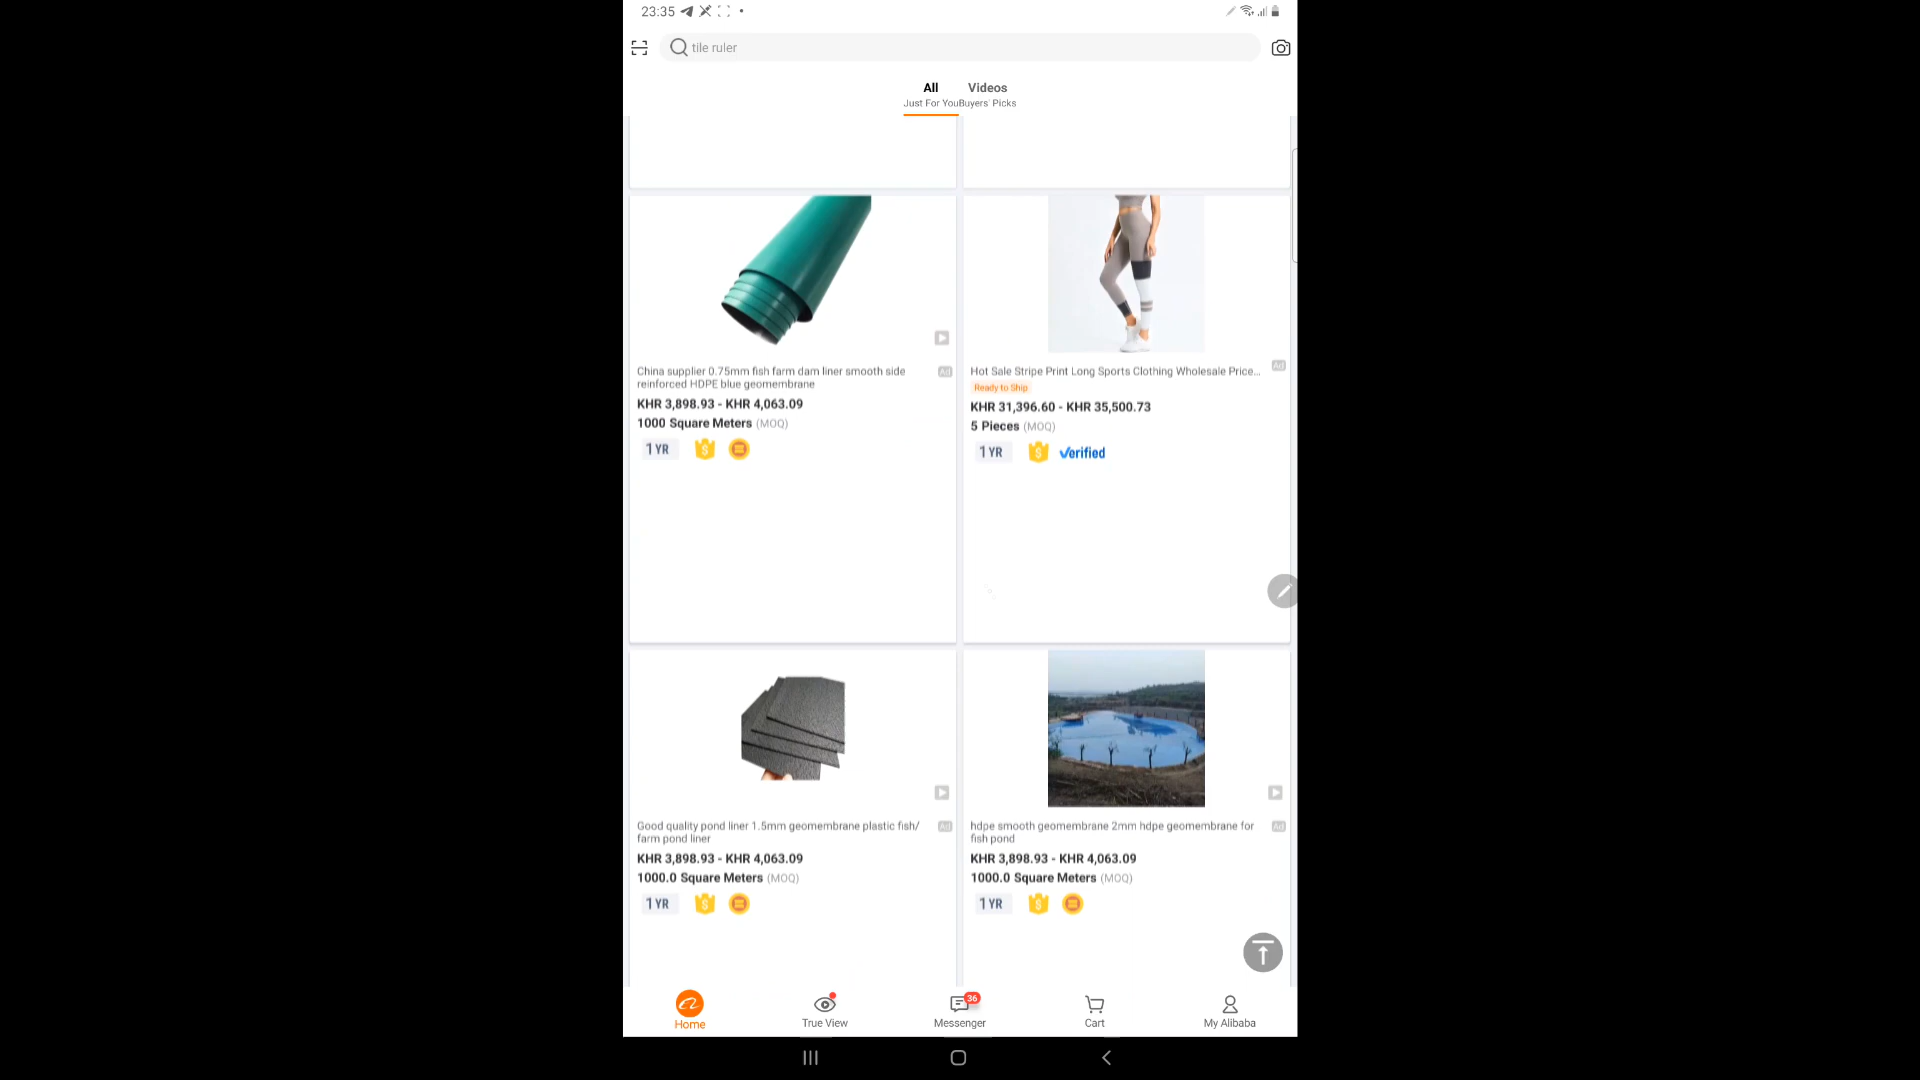 23:35
tile ruler
All Videos
Just For You Buyers' Picks
China supplier 0.75mm fish farm dam liner smooth side
reinforced HDPE blue geomembrane
Ad
KHR 3,898.93 - KHR 4,063.09
1000 Square Meters (MOQ)
1 YR
Hot Sale Stripe Print Long Sports Clothing Wholesale Price...
Ad
Ready to Ship
KHR 31,396.60 - KHR 35,500.73
5 Pieces (MOQ)
1 YR Verified
Good quality pond liner 1.5mm geomembrane plastic fish/
farm pond liner
Ad
KHR 3,898.93 - KHR 4,063.09
1000.0 Square Meters (MOQ)
1 YR
hdpe smooth geomembrane 2mm hdpe geomembrane for
fish pond
Ad
KHR 3,898.93 - KHR 4,063.09
1000.0 Square Meters (MOQ)
1 YR
36
Home True View Messenger Cart My Alibaba